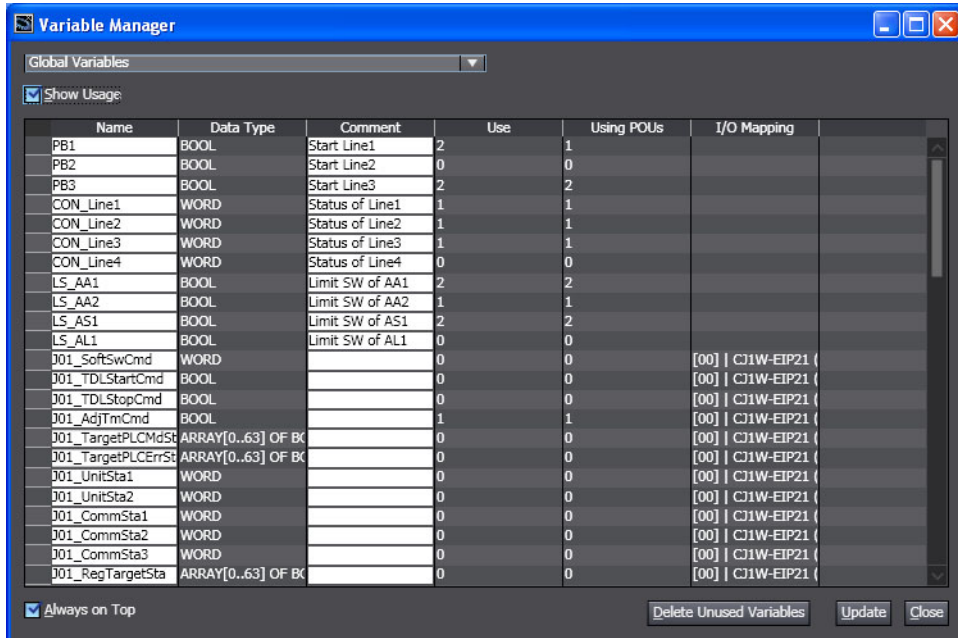 Variable Manager
Global Variables
Show Usage
Name Data Type Comment Use Using POUs I/O Mapping
PB1 BOOL Start Line1 2 1
PB2 BOOL Start Line2 0 0
PB3 BOOL Start Line3 2 2
CON_Line1 WORD Status of Line1 1 1
CON_Line2 WORD Status of Line2 1 1
CON_Line3 WORD Status of Line3 1 1
CON_Line4 WORD Status of Line4 0 0
LS_AA1 BOOL Limit SW of AA1 2 2
LS_AA2 BOOL Limit SW of AA2 1 1
LS_AS1 BOOL Limit SW of AS1 2 2
LS_AL1 BOOL Limit SW of AL1 0 0
J01_SoftSwCmd WORD 0 0 [00] | CJ1W-EIP21 (
J01_TDLStartCmd BOOL 0 0 [00] | CJ1W-EIP21 (
J01_TDLStopCmd BOOL 0 0 [00] | CJ1W-EIP21 (
J01_AdjTmCmd BOOL 1 1 [00] | CJ1W-EIP21 (
J01_TargetPLCMdSt ARRAY[0..63] OF BO 0 0 [00] | CJ1W-EIP21 (
J01_TargetPLCErrSt ARRAY[0..63] OF BO 0 0 [00] | CJ1W-EIP21 (
J01_UnitSta1 WORD 0 0 [00] | CJ1W-EIP21 (
J01_UnitSta2 WORD 0 0 [00] | CJ1W-EIP21 (
J01_CommSta1 WORD 0 0 [00] | CJ1W-EIP21 (
J01_CommSta2 WORD 0 0 [00] | CJ1W-EIP21 (
J01_CommSta3 WORD 0 0 [00] | CJ1W-EIP21 (
J01_RegTargetSta ARRAY[0..63] OF BO 0 0 [00] | CJ1W-EIP21 (
Always on Top Delete Unused Variables Update Close